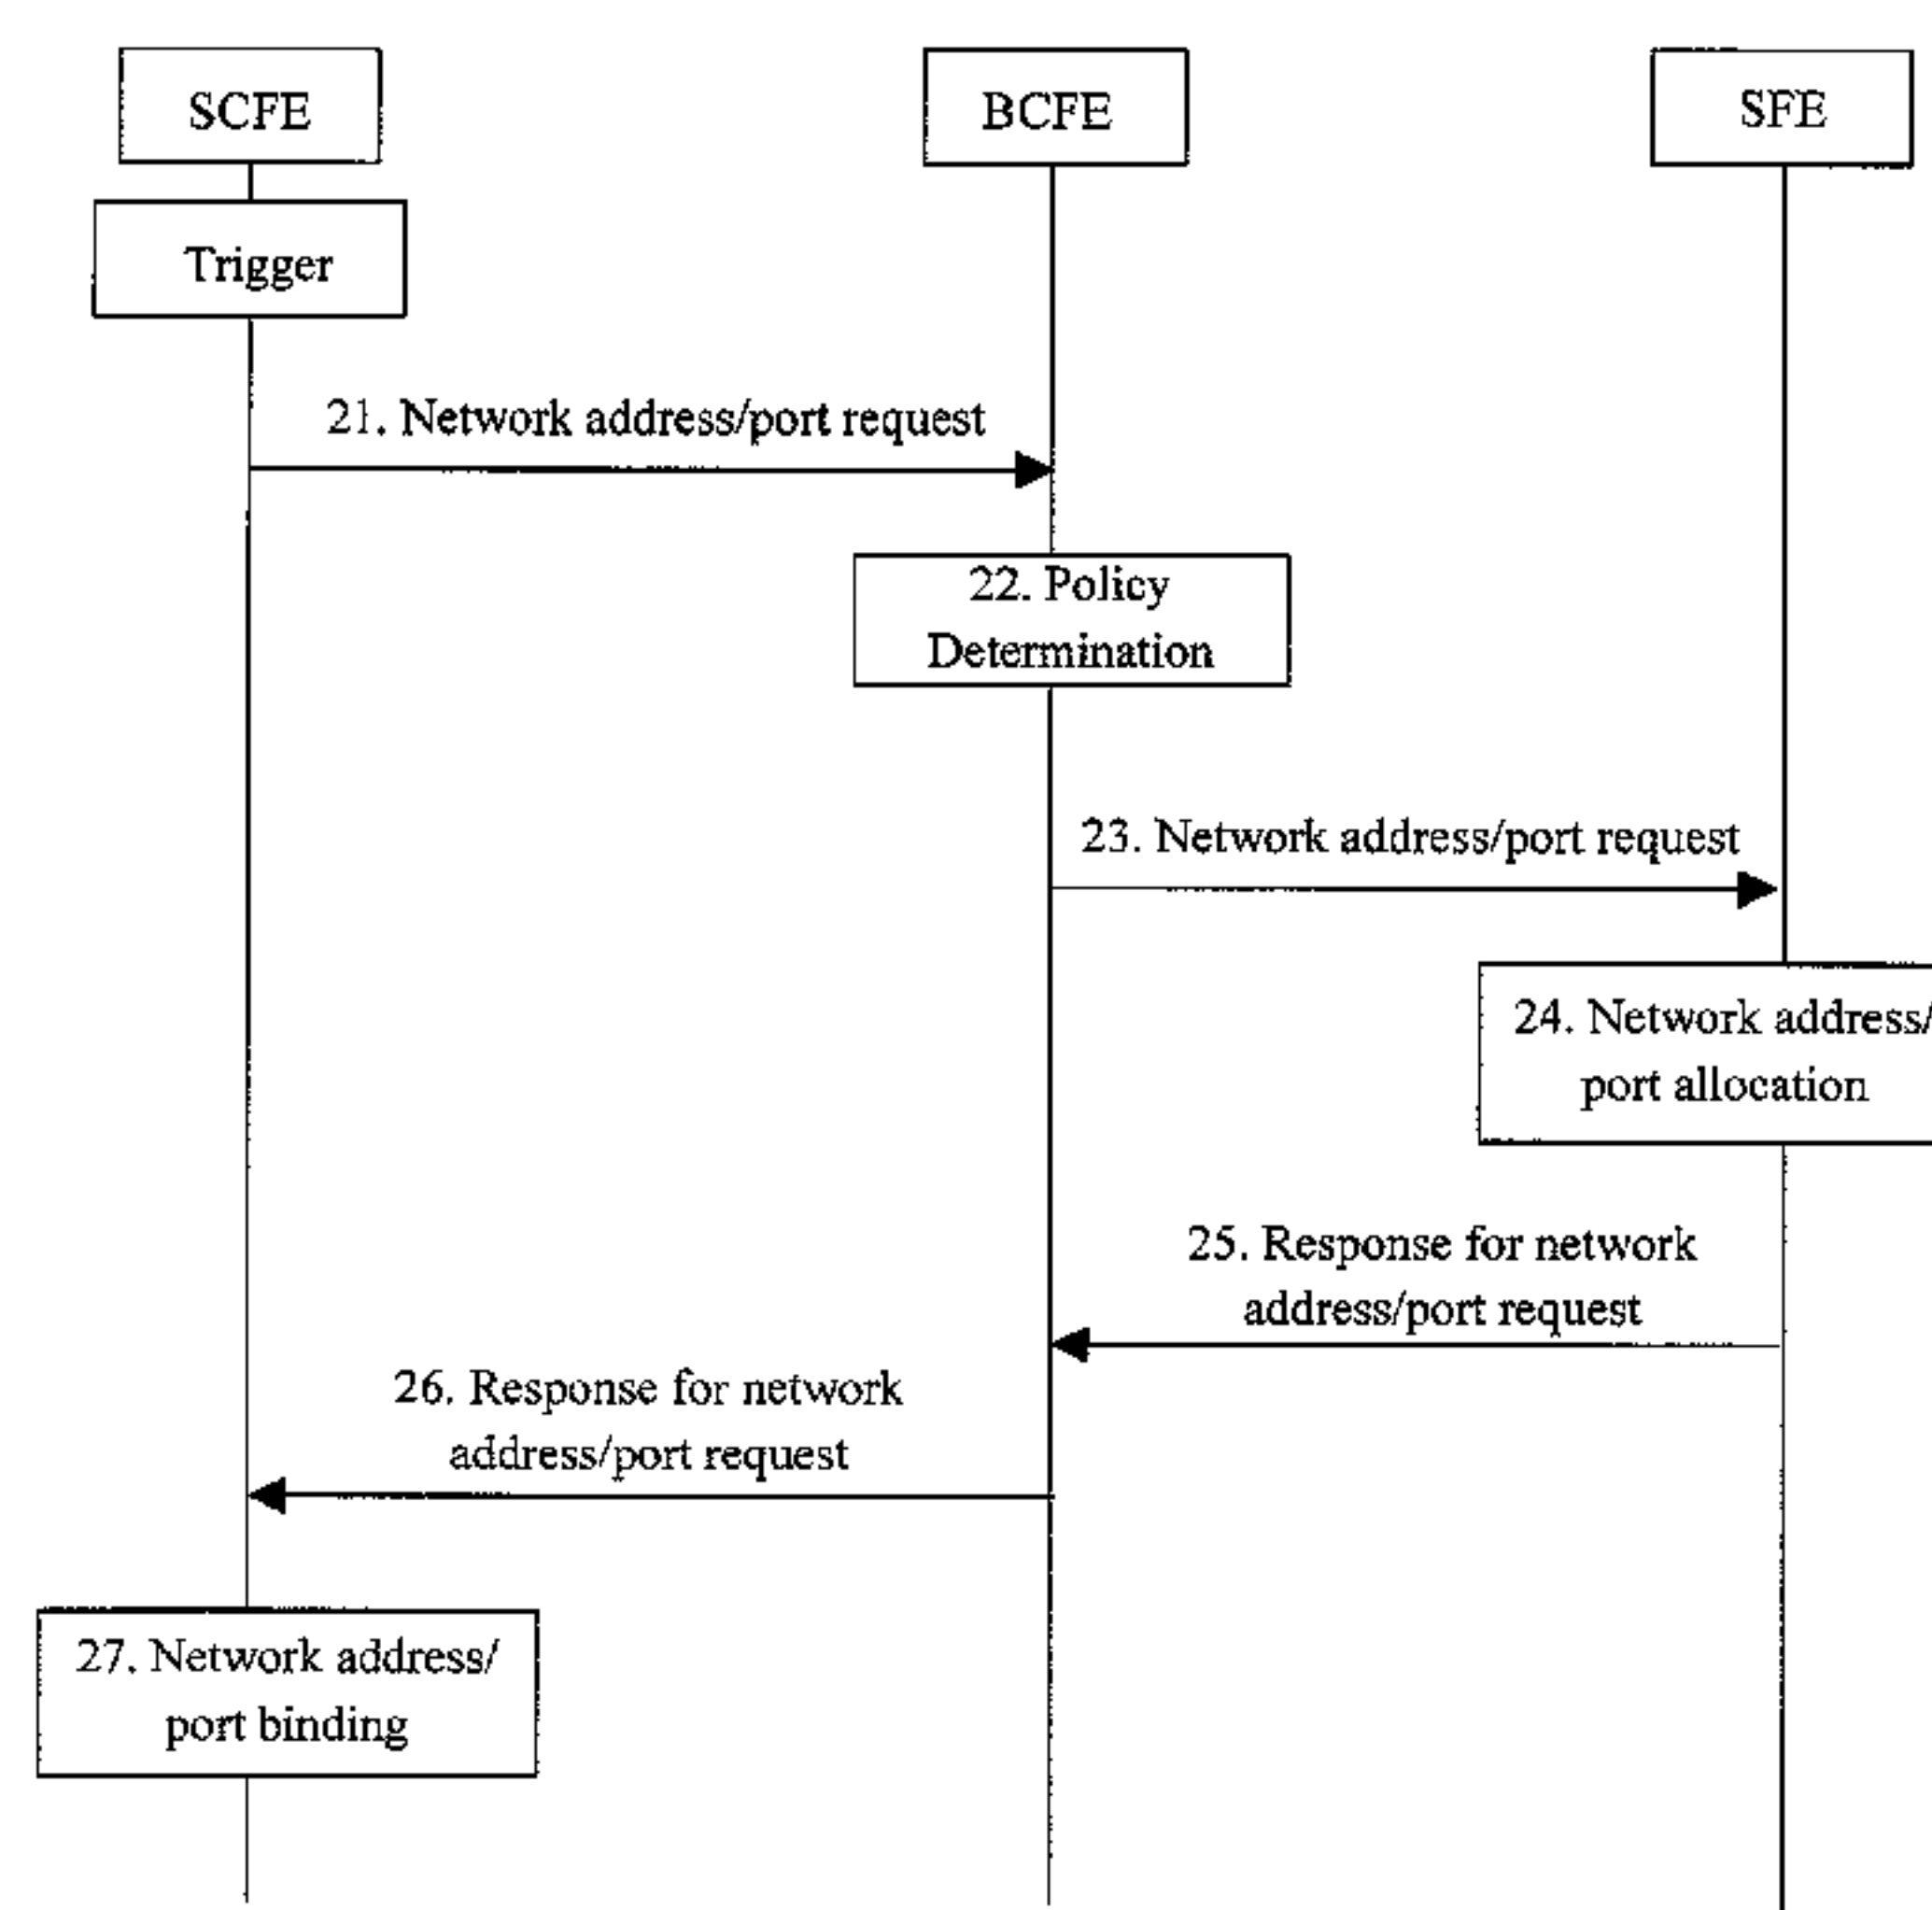 SCFE
BCFE
SFE
Trigger
21. Network address/port request
22. Policy
Determination
23. Network address/port request
24. Network address/
port allocation
25. Response for network
address/port request
26. Response for network
address/port request
27. Network address/
port binding